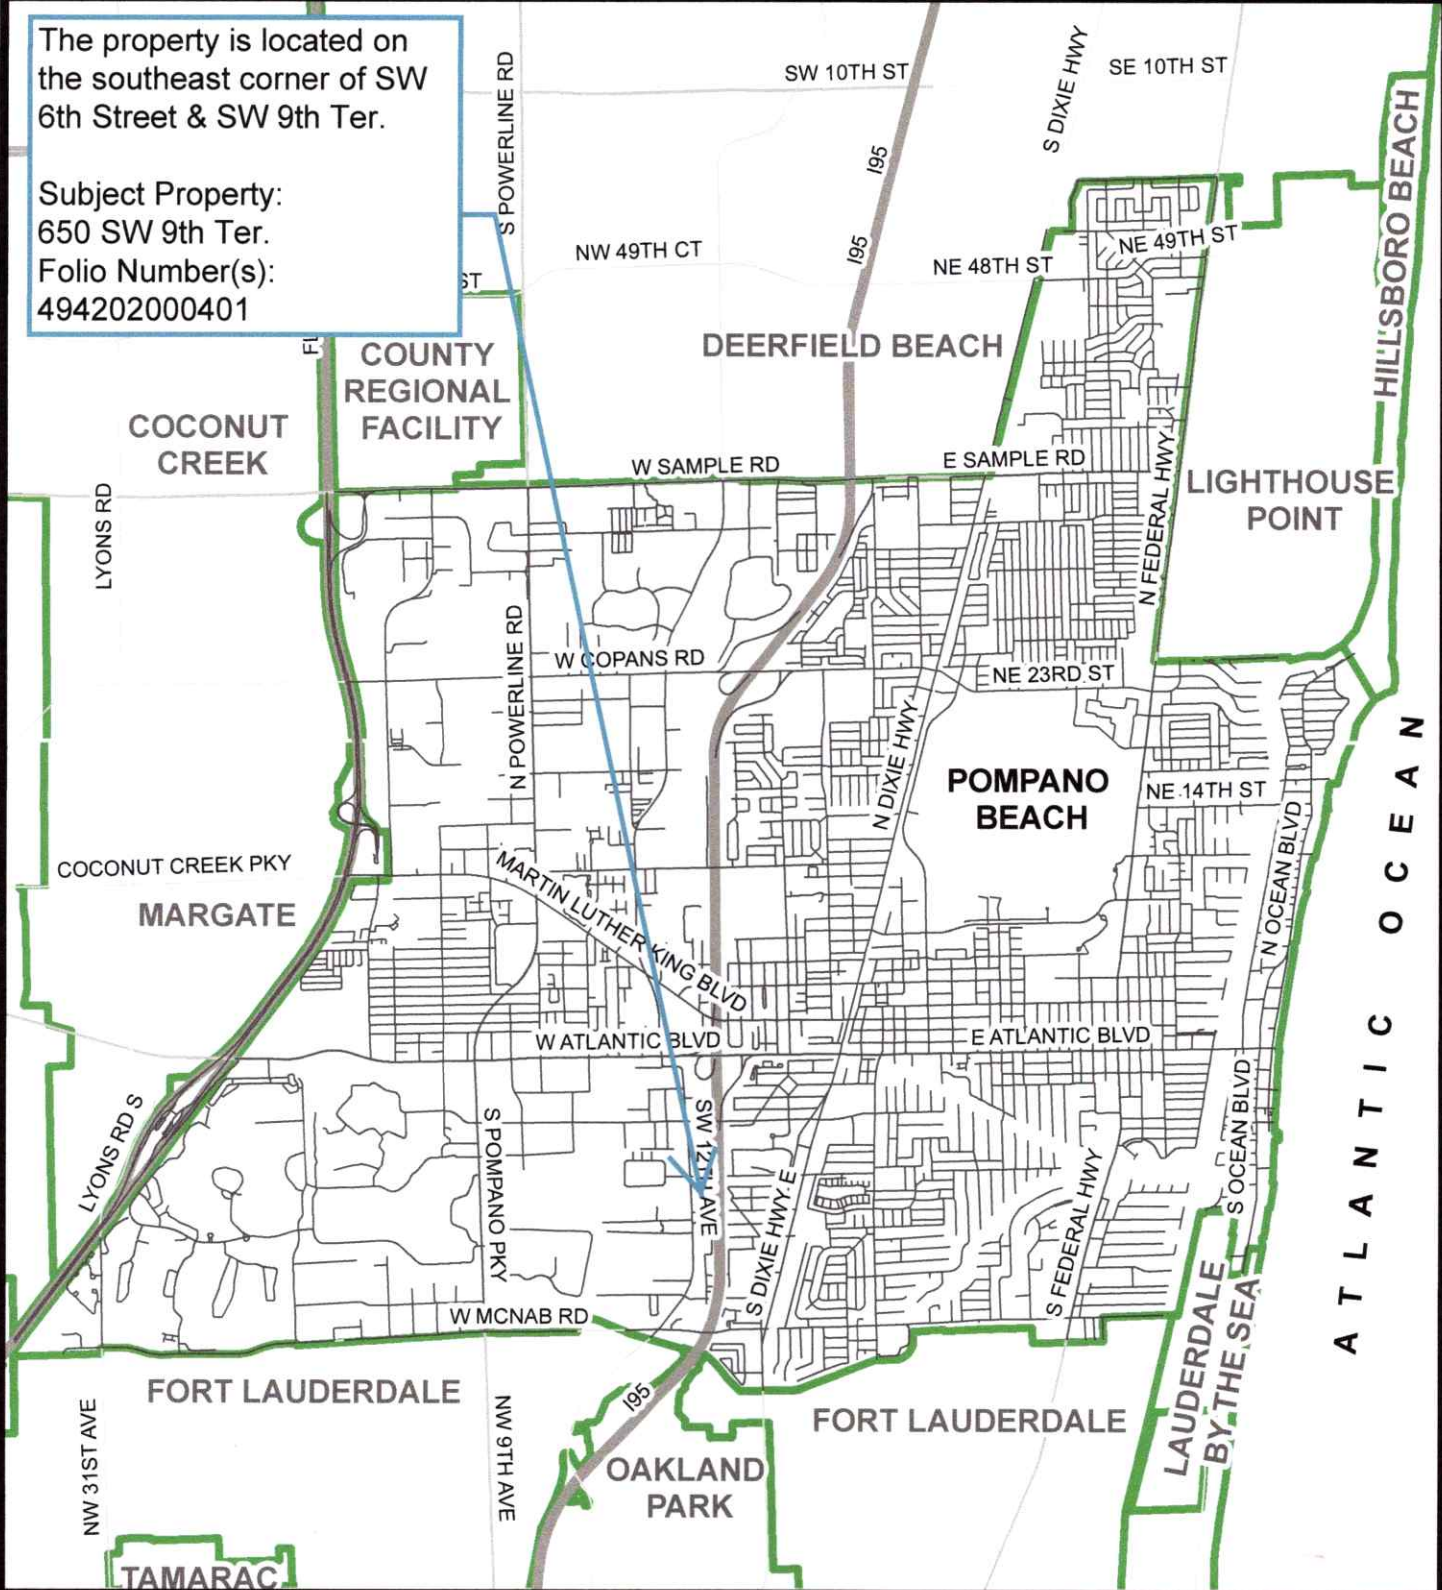 The property is located on
the southeast corner of SW
6th Street & SW 9th Ter.
Subject Property:
650 SW 9th Ter.
Folio Number(s):
494202000401
S POWERLINE RD
SW 10TH ST
S DIXIE HWY
SE 10TH ST
I95
HILLSBORO BEACH
NW 49TH CT
I95
NE 48TH ST
NE 49TH ST
ST
DEERFIELD BEACH
COUNTY
REGIONAL
FACILITY
COCONUT
CREEK
W SAMPLE RD
E SAMPLE RD
LYONS RD
N FEDERAL HWY
LIGHTHOUSE
POINT
N POWERLINE RD
W COPANS RD
NE 23RD ST
N DIXIE HWY
POMPANO
BEACH
NE 14TH ST
N OCEAN BLVD
ATLANTIC OCEAN
COCONUT CREEK PKY
MARTIN LUTHER KING BLVD
MARGATE
W ATLANTIC BLVD
E ATLANTIC BLVD
LYONS RD S
S POMPANO PKY
SW 12TH AVE
S DIXIE HWY E
S FEDERAL HWY
S OCEAN BLVD
W MCNAB RD
LAUDERDALE
BY THE SEA
FORT LAUDERDALE
I95
FORT LAUDERDALE
NW 31ST AVE
NW 9TH AVE
OAKLAND
PARK
TAMARAC